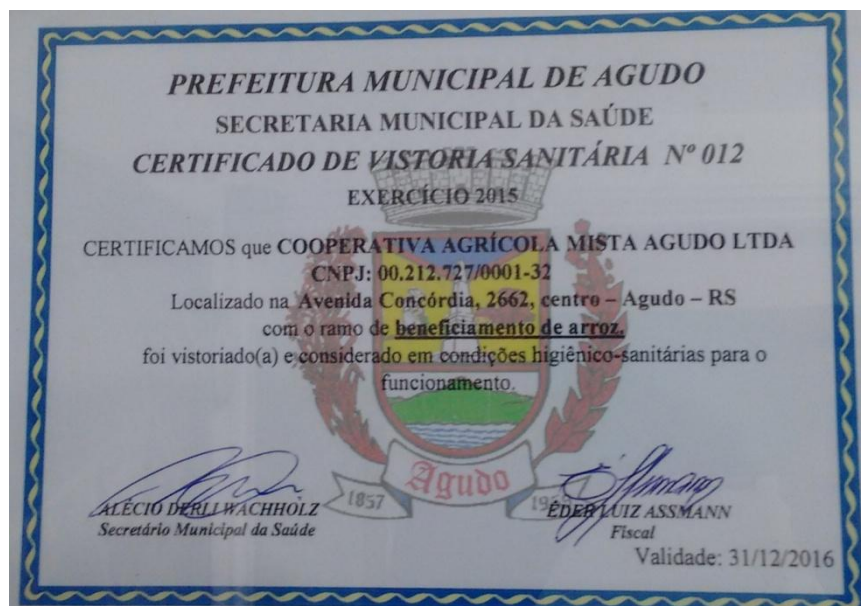 PREFEITURA MUNICIPAL DE AGUDO
SECRETARIA MUNICIPAL DA SAÚDE
CERTIFICADO DE VISTORIA SANITÁRIA Nº 012
EXERCÍCIO 2015
CERTIFICAMOS que COOPERATIVA AGRÍCOLA MISTA AGUDO LTDA
CNPJ: 00.212.727/0001-32
Localizado na Avenida Concórdia, 2662, centro – Agudo – RS
com o ramo de beneficiamento de arroz.
foi vistoriado(a) e considerado em condições higiênico-sanitárias para o
funcionamento.
Agudo
1857
ALÉCIO DERLI WACHHOLZ
Secretário Municipal da Saúde
ÉDER LUIZ ASSMANN
Fiscal
Validade: 31/12/2016